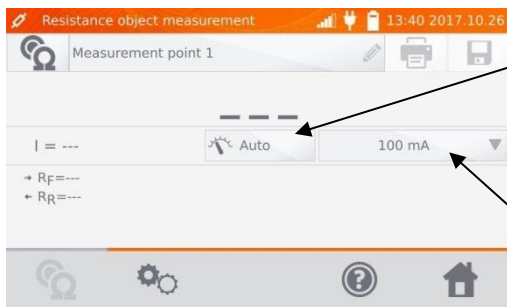 Resistance object measurement 13:40 2017.10.26
Measurement point 1
– – –
I = --- Auto 100 mA
RF=---
RR=---
?